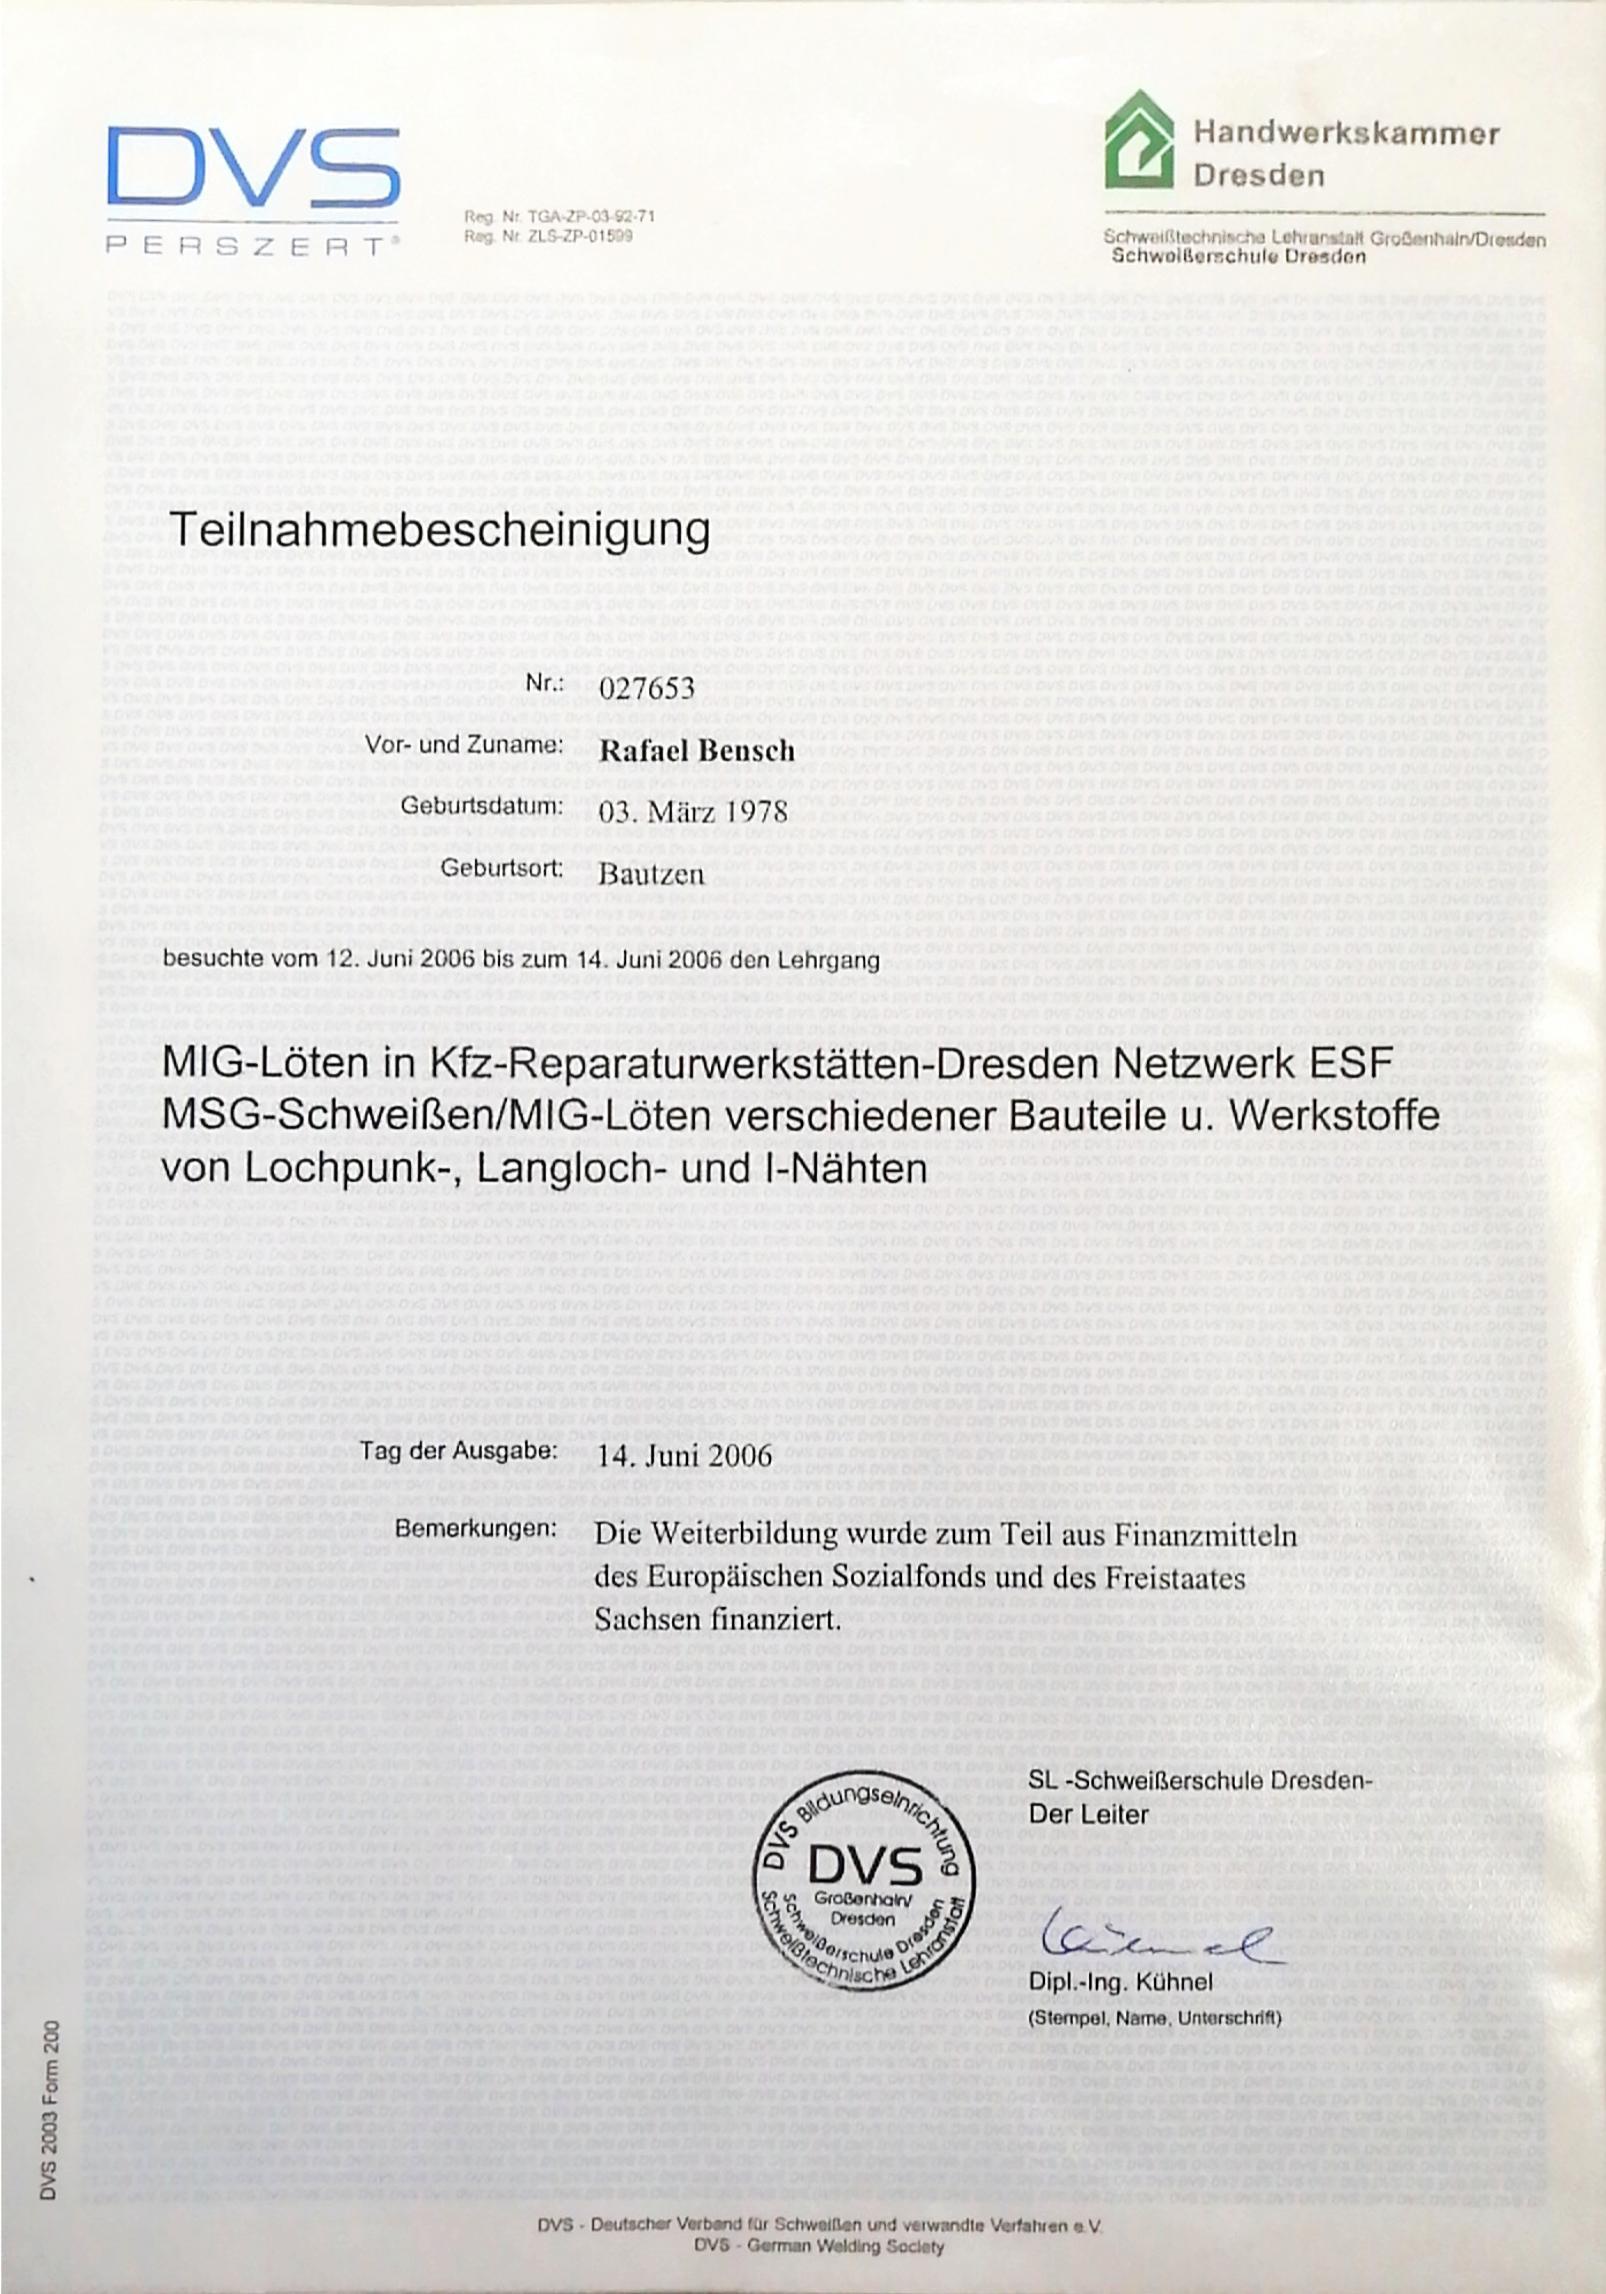 DVS
PERSZERT®
Reg. Nr. TGA-ZP-03-92-71
Reg. Nr. ZLS-ZP-01599
Handwerkskammer
Dresden
Schweißtechnische Lehranstalt Großenhain/Dresden
Schweißerschule Dresden
Teilnahmebescheinigung
Nr.: 027653
Vor- und Zuname: Rafael Bensch
Geburtsdatum: 03. März 1978
Geburtsort: Bautzen
besuchte vom 12. Juni 2006 bis zum 14. Juni 2006 den Lehrgang
MIG-Löten in Kfz-Reparaturwerkstätten-Dresden Netzwerk ESF
MSG-Schweißen/MIG-Löten verschiedener Bauteile u. Werkstoffe
von Lochpunk-, Langloch- und I-Nähten
Tag der Ausgabe: 14. Juni 2006
Bemerkungen: Die Weiterbildung wurde zum Teil aus Finanzmitteln
des Europäischen Sozialfonds und des Freistaates
Sachsen finanziert.
DVS Bildungseinrichtung
DVS
Großenhain/
Dresden
Schweißerschule Dresden
Schweißtechnische Lehranstalt
SL -Schweißerschule Dresden-
Der Leiter
Kühnel
Dipl.-Ing. Kühnel
(Stempel, Name, Unterschrift)
DVS 2003 Form 200
DVS - Deutscher Verband für Schweißen und verwandte Verfahren e.V.
DVS - German Welding Society